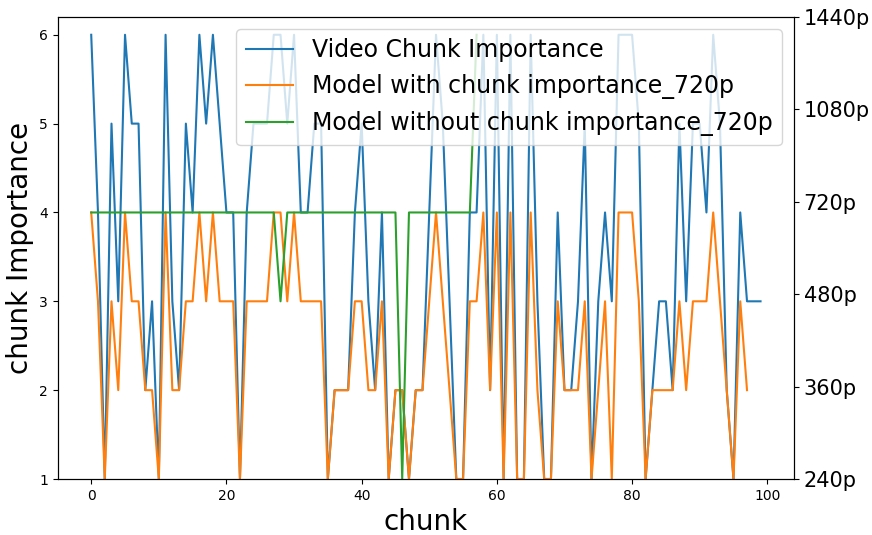 Video Chunk Importance
Model with chunk importance_720p
Model without chunk importance_720p
chunk Importance
6
5
4
3
2
1
1440p
1080p
720p
480p
360p
240p
0 20 40 60 80 100
chunk